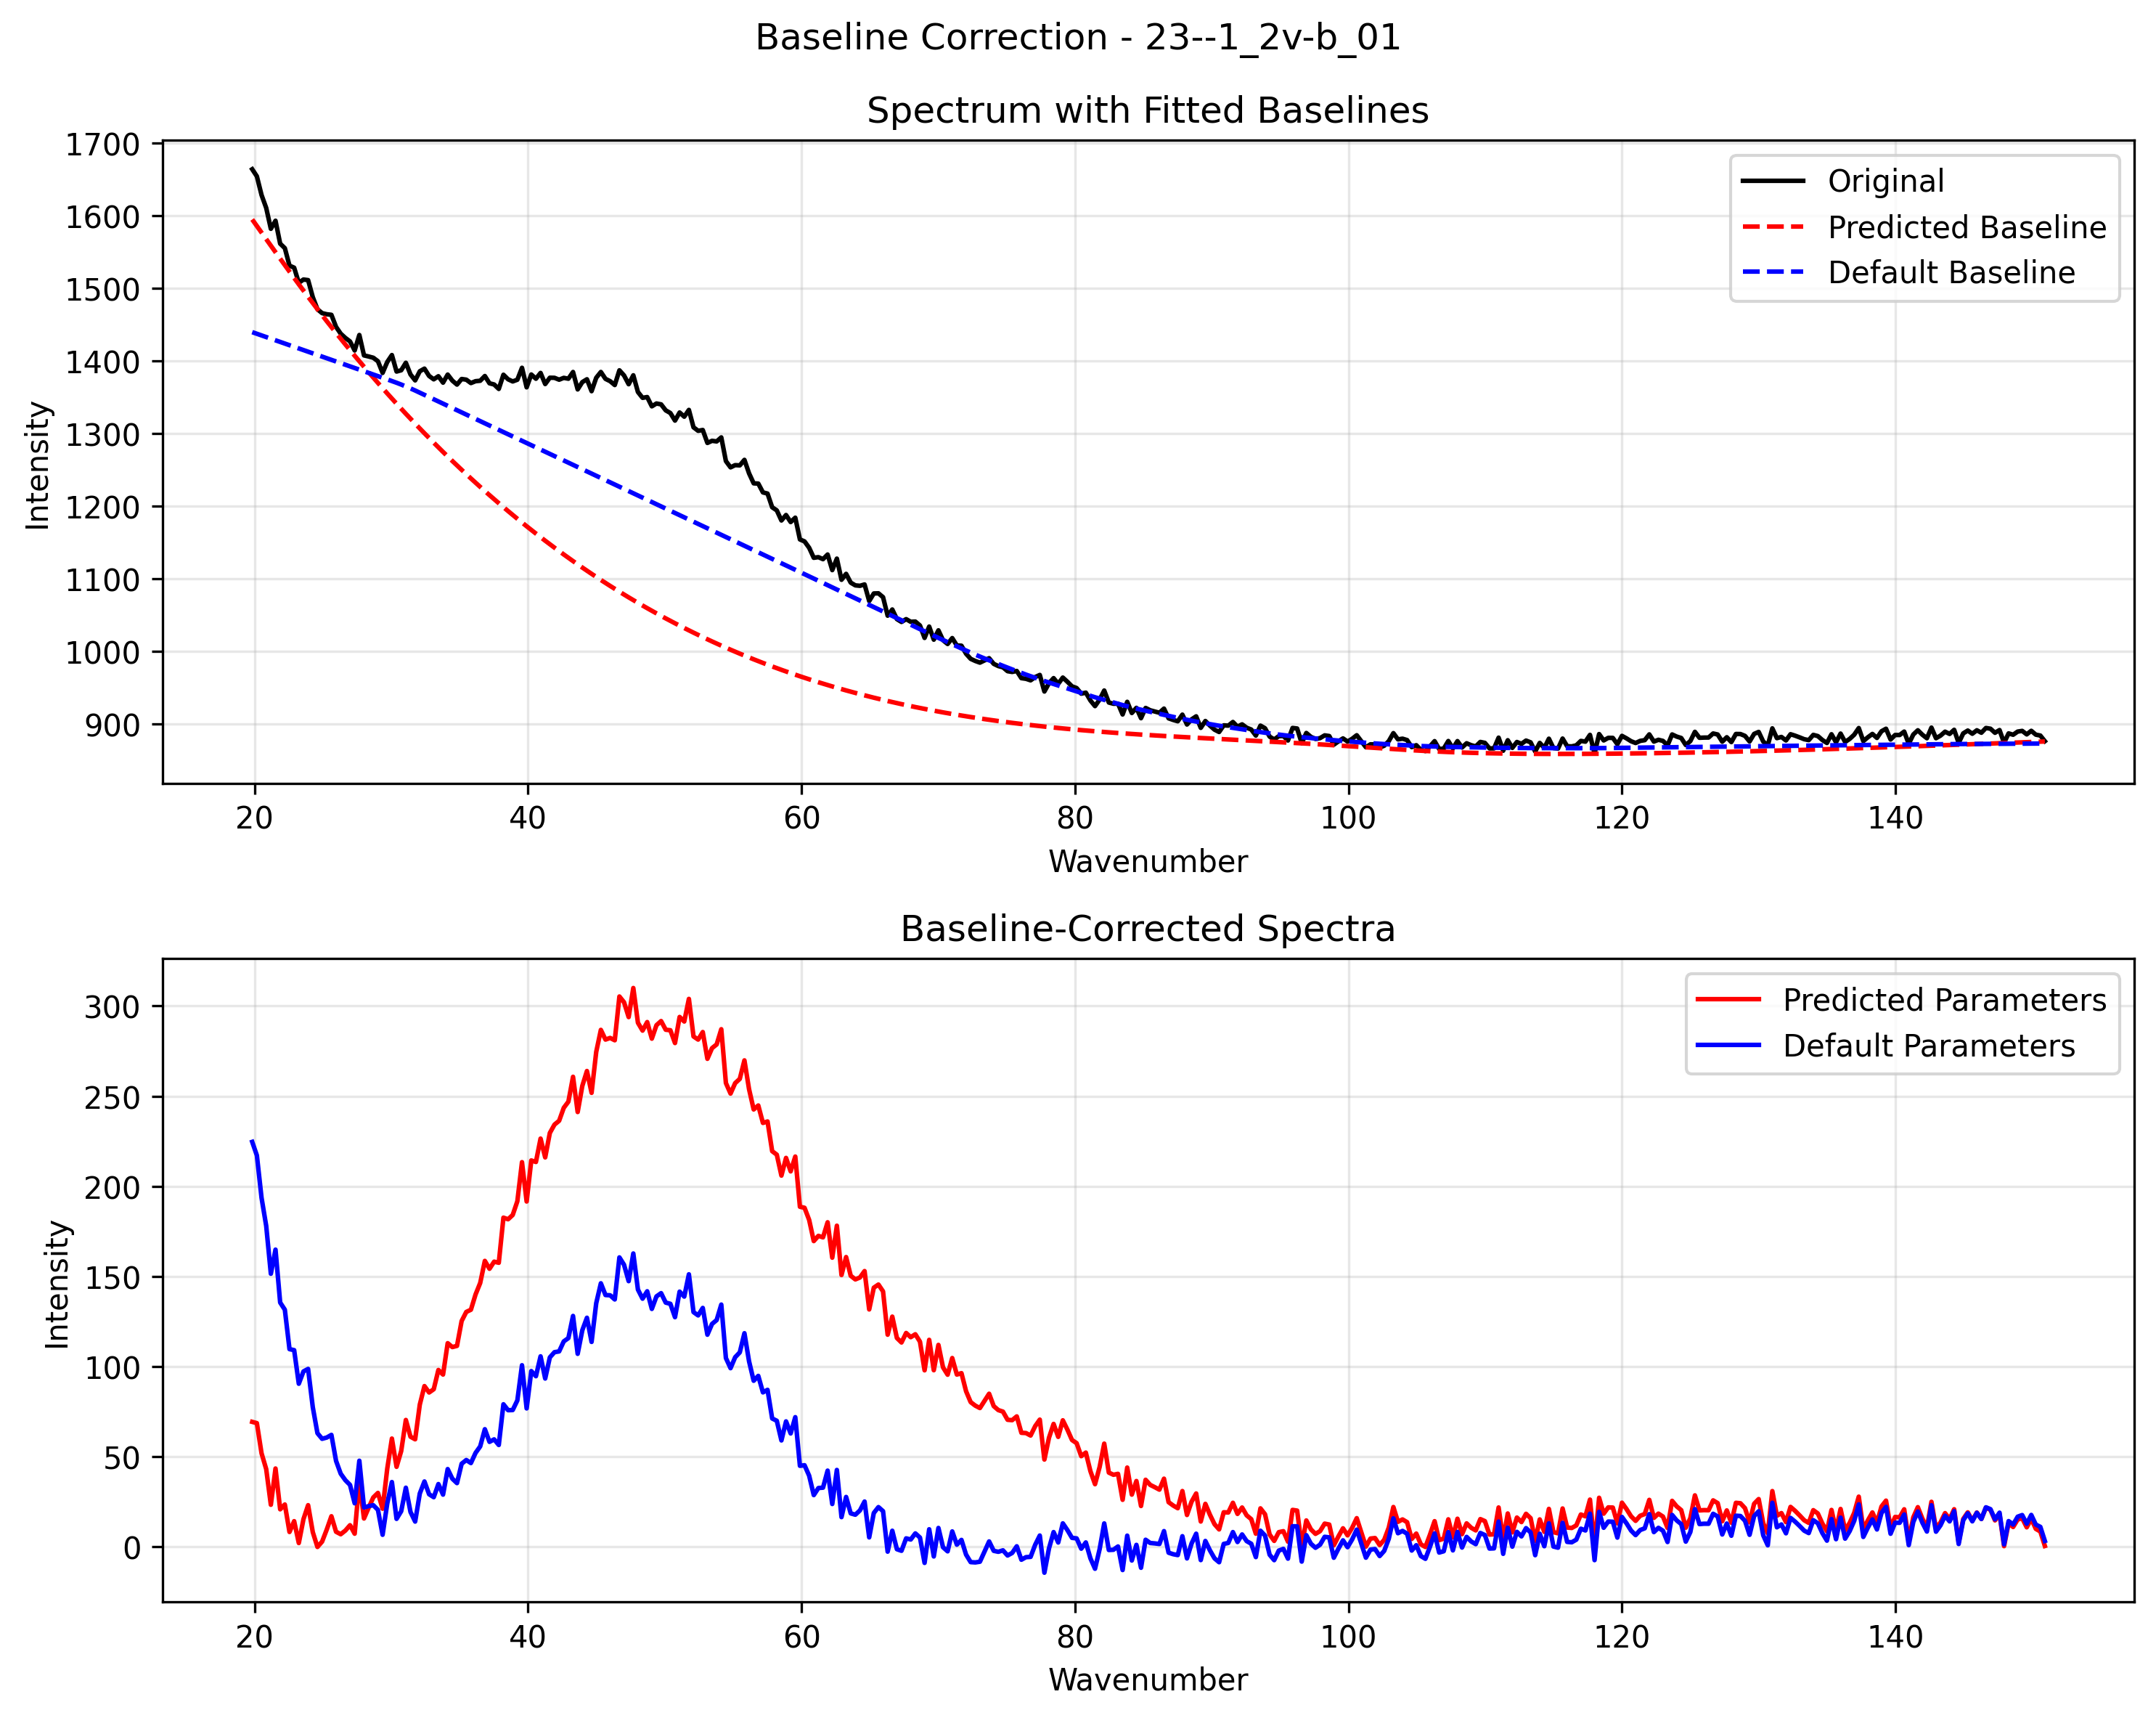 Baseline Correction - 23--1_2v-b_01
Spectrum with Fitted Baselines
1700
1600
1500
1400
1300
1200
1100
1000
900
Intensity
Original
Predicted Baseline
Default Baseline
20 40 60 80 100 120 140
Wavenumber
Baseline-Corrected Spectra
300
250
200
150
100
50
0
Intensity
Predicted Parameters
Default Parameters
20 40 60 80 100 120 140
Wavenumber